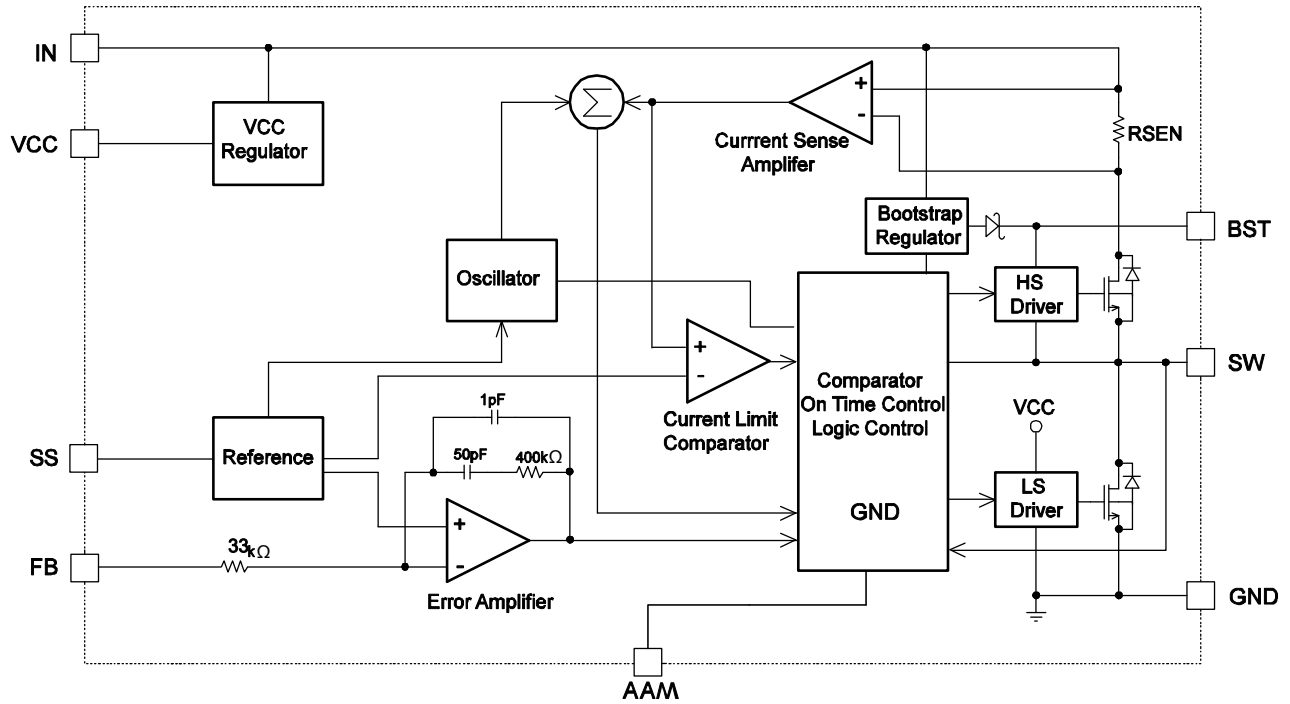 IN
VCC
VCC
Regulator
Σ
+
-
Currrent Sense
Amplifer
RSEN
Bootstrap
Regulator
BST
Oscillator
HS
Driver
+
-
Current Limit
Comparator
Comparator
On Time Control
Logic Control
GND
SW
VCC
1pF
50pF
400kΩ
SS
Reference
LS
Driver
+
-
Error Amplifier
33kΩ
FB
GND
AAM